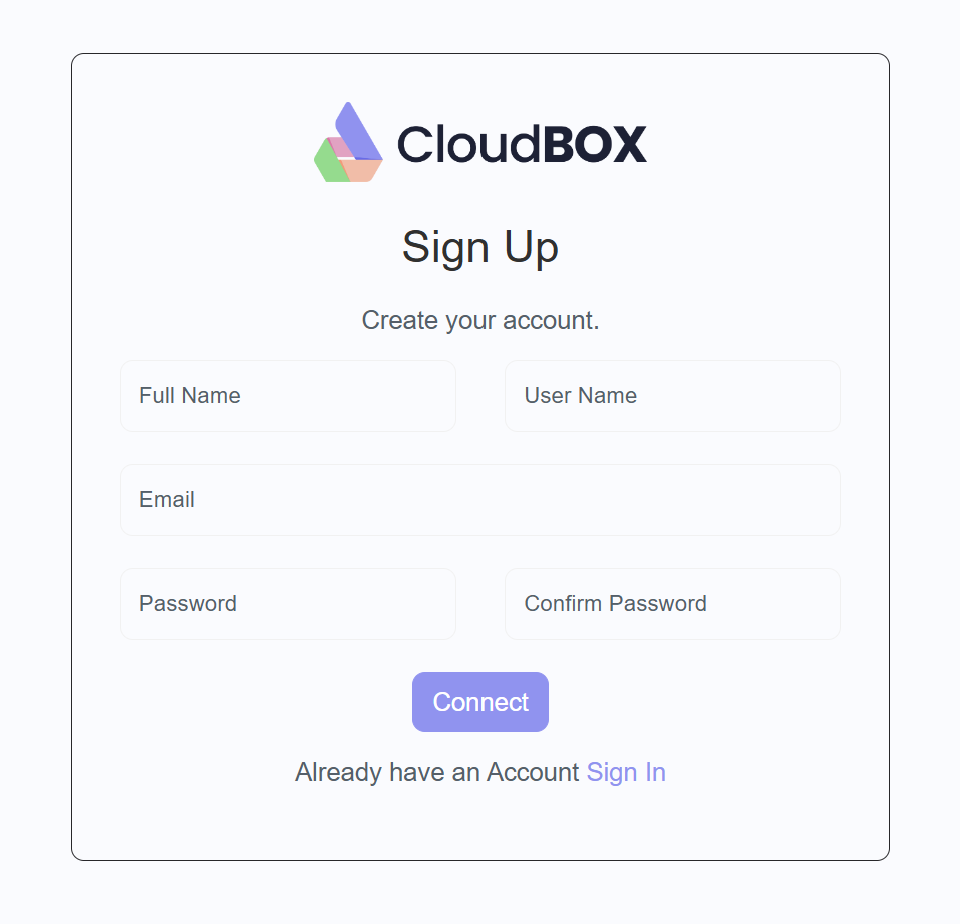 CloudBOX
Sign Up
Create your account.
Full Name User Name
Email
Password Confirm Password
Connect
Already have an Account Sign In